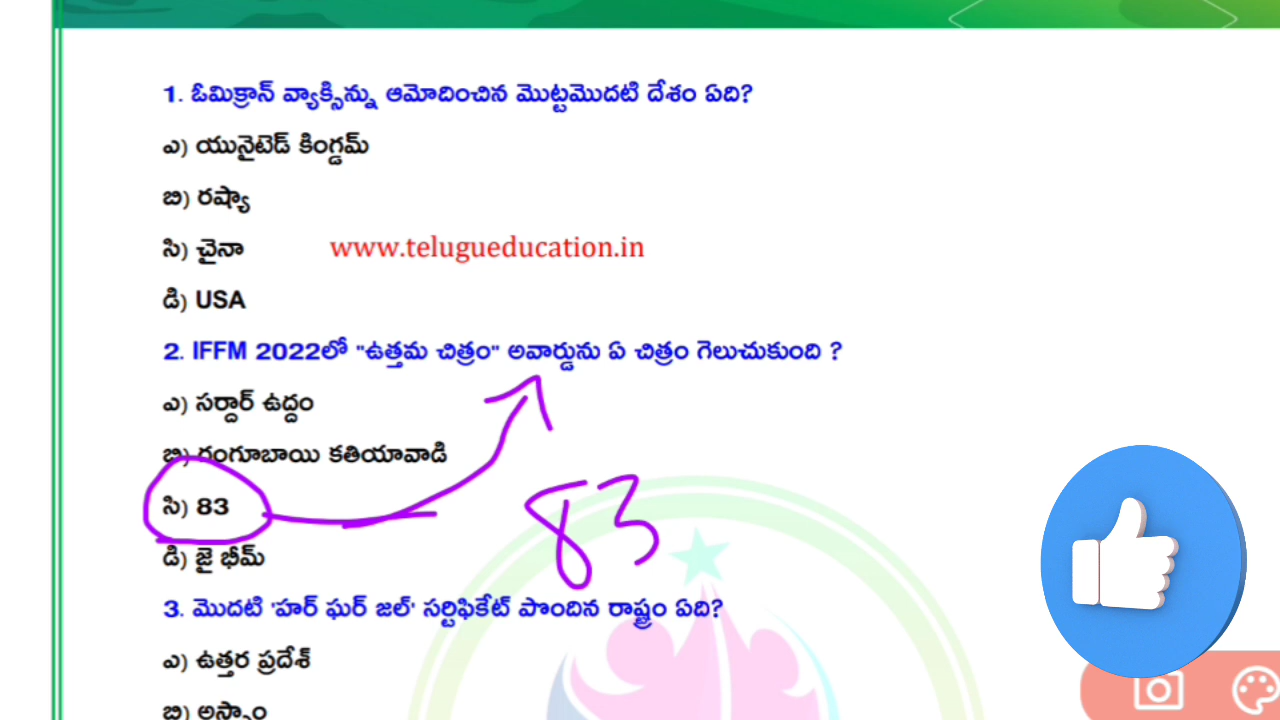 1. ఓమిక్రాన్ వ్యాక్సిన్ను ఆమోదించిన మొట్టమొదటి దేశం ఏది?
ఎ) యునైటెడ్ కింగ్డమ్
బి) రష్యా
సి) చైనా www.telugueducation.in
డి) USA
2. IFFM 2022లో "ఉత్తమ చిత్రం" అవార్డును ఏ చిత్రం గెలుచుకుంది ?
ఎ) సర్దార్ ఉద్దం
బి) గంగూబాయి కతియావాడి
సి) 83
83
డి) జై భీమ్
3. మొదటి 'హర్ ఘర్ జల్' సర్టిఫికేట్ పొందిన రాష్ట్రం ఏది?
ఎ) ఉత్తర ప్రదేశ్
బి) అస్సాం